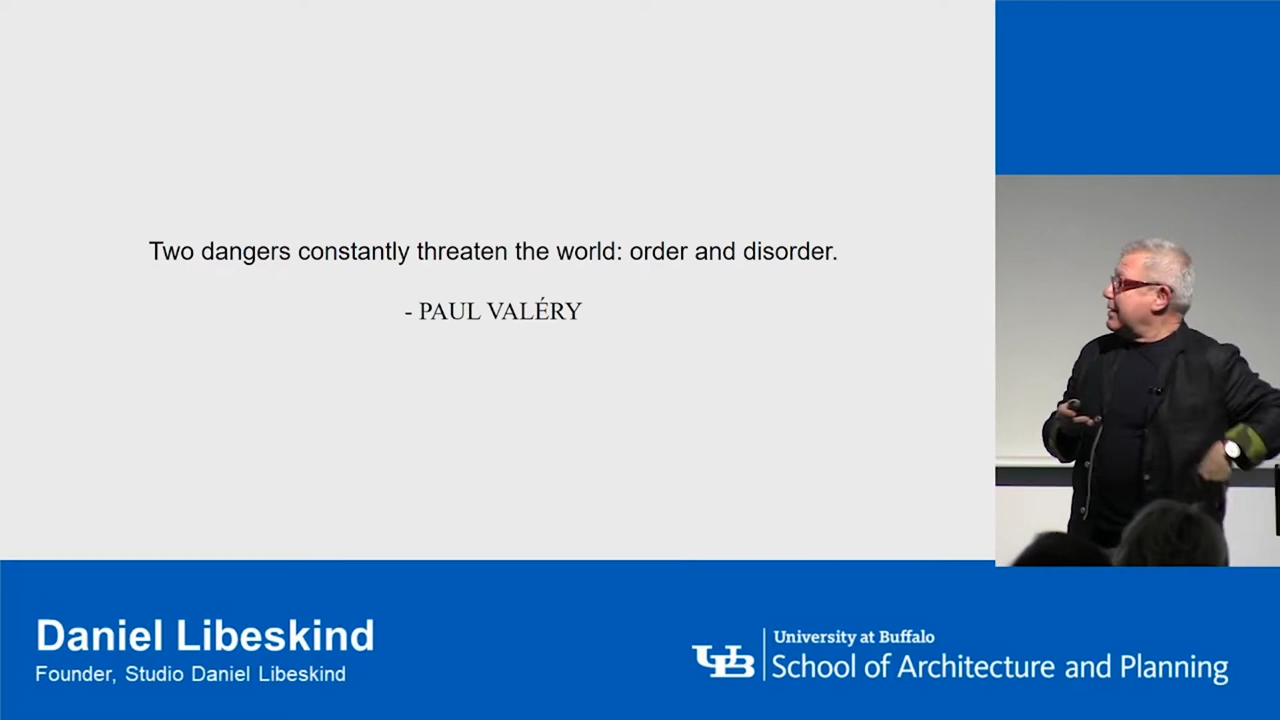 Two dangers constantly threaten the world: order and disorder.
- PAUL VALÉRY
Daniel Libeskind
Founder, Studio Daniel Libeskind
UB
University at Buffalo
School of Architecture and Planning